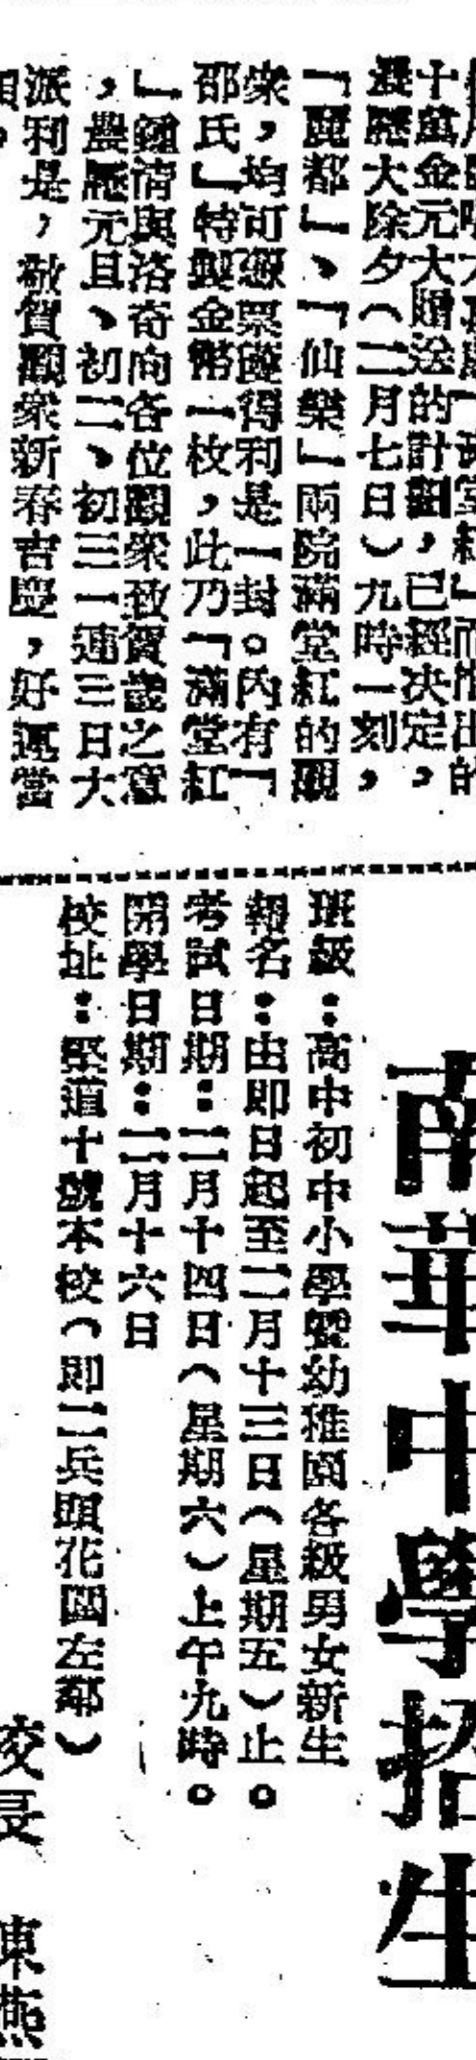 十萬金元大贈送的計劃,已經決定,
農曆大除夕(二月七日)九時一刻,
「麗都」、「仙樂」兩院滿堂紅的觀
衆,均可憑票獲得利是一封。內有「
邵氏」特製金幣一枚,此乃「滿堂紅
」鍾情與洛奇向各位觀衆致賀歲之意
,農曆元旦、初二、初三一連三日大
派利是,敬賀觀衆新春吉慶,好運當
南華中學招生
班級:高中初中小學曁幼稚園各級男女新生
報名:由即日起至二月十三日(星期五)止。
考試日期:二月十四日(星期六)上午九時。
開學日期:二月十六日
校址:堅道十號本校(即二兵頭花園左鄰)
校長 陳燕